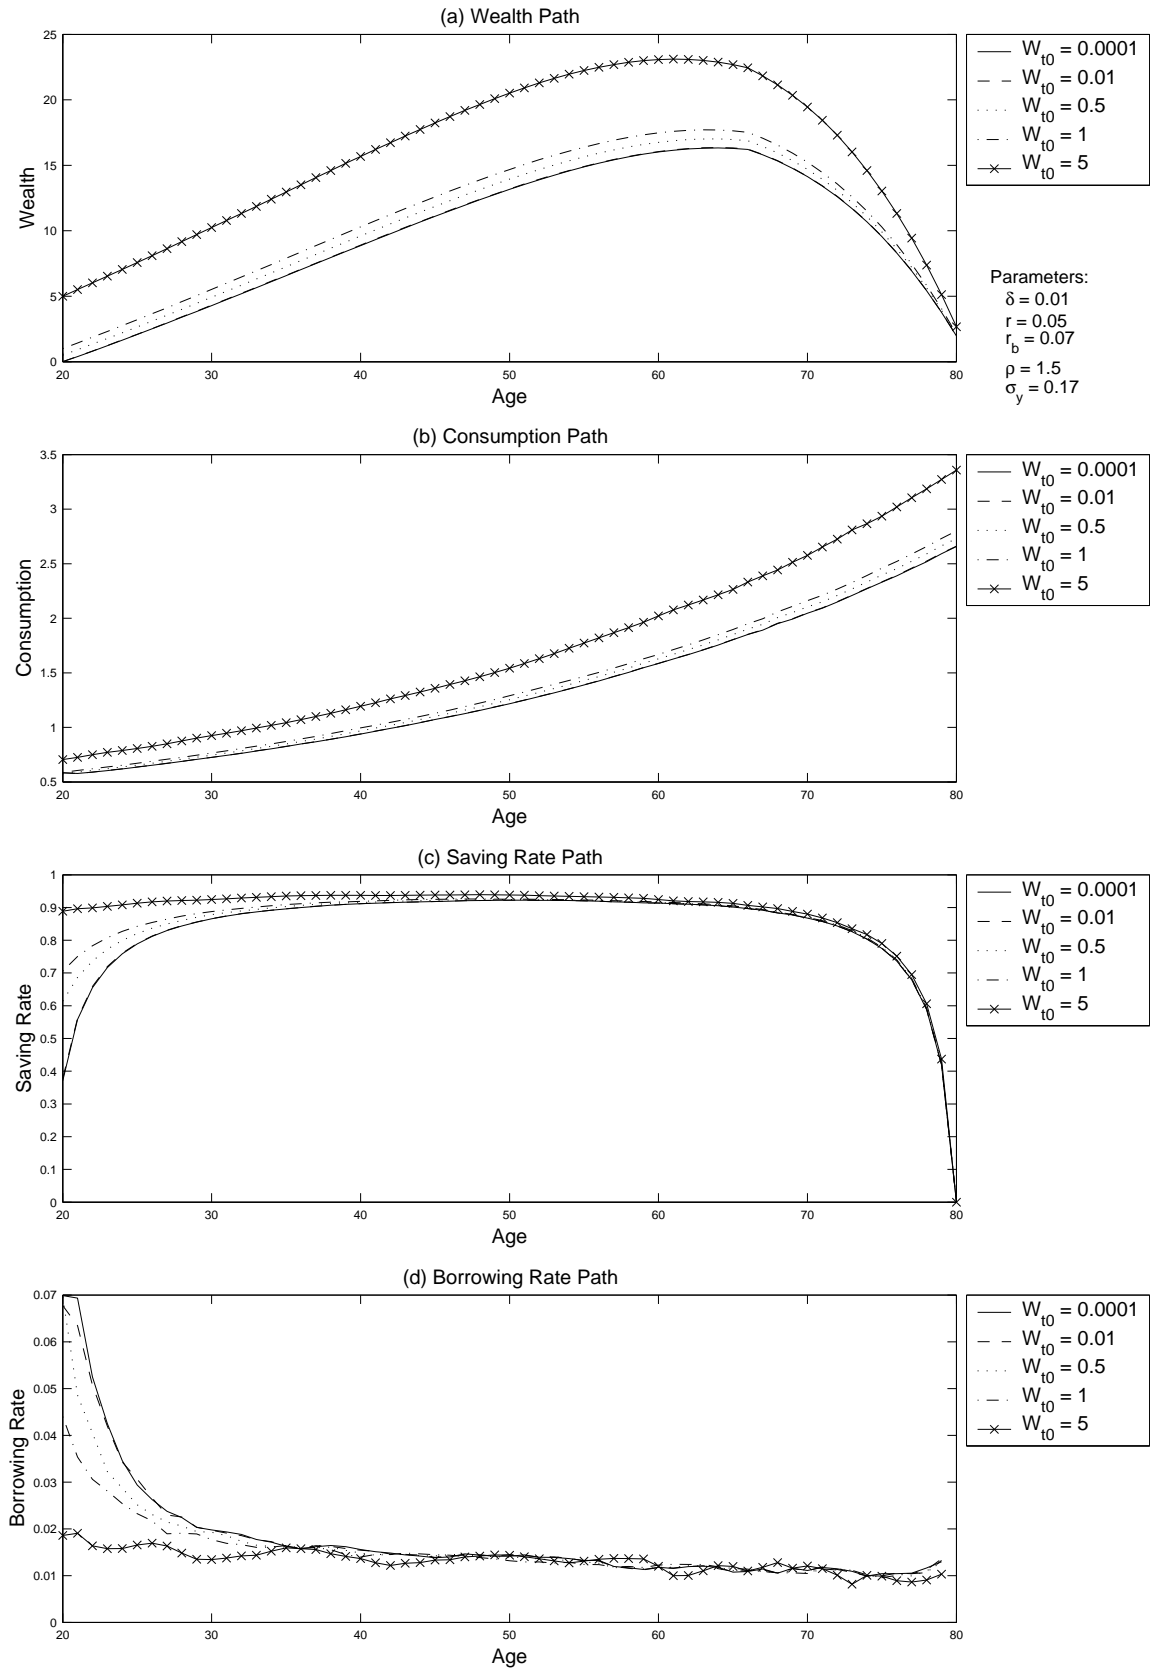 (a) Wealth Path
25
20
15
10
5
0
20 30 40 50 60 70 80
Wealth
Age
W_t0 = 0.0001
W_t0 = 0.01
W_t0 = 0.5
W_t0 = 1
W_t0 = 5
Parameters:
δ = 0.01
r = 0.05
r_b = 0.07
ρ = 1.5
σ_y = 0.17
(b) Consumption Path
3.5
3
2.5
2
1.5
1
0.5
20 30 40 50 60 70 80
Consumption
Age
W_t0 = 0.0001
W_t0 = 0.01
W_t0 = 0.5
W_t0 = 1
W_t0 = 5
(c) Saving Rate Path
1
0.9
0.8
0.7
0.6
0.5
0.4
0.3
0.2
0.1
0
20 30 40 50 60 70 80
Saving Rate
Age
W_t0 = 0.0001
W_t0 = 0.01
W_t0 = 0.5
W_t0 = 1
W_t0 = 5
(d) Borrowing Rate Path
0.07
0.06
0.05
0.04
0.03
0.02
0.01
0
20 30 40 50 60 70 80
Borrowing Rate
Age
W_t0 = 0.0001
W_t0 = 0.01
W_t0 = 0.5
W_t0 = 1
W_t0 = 5